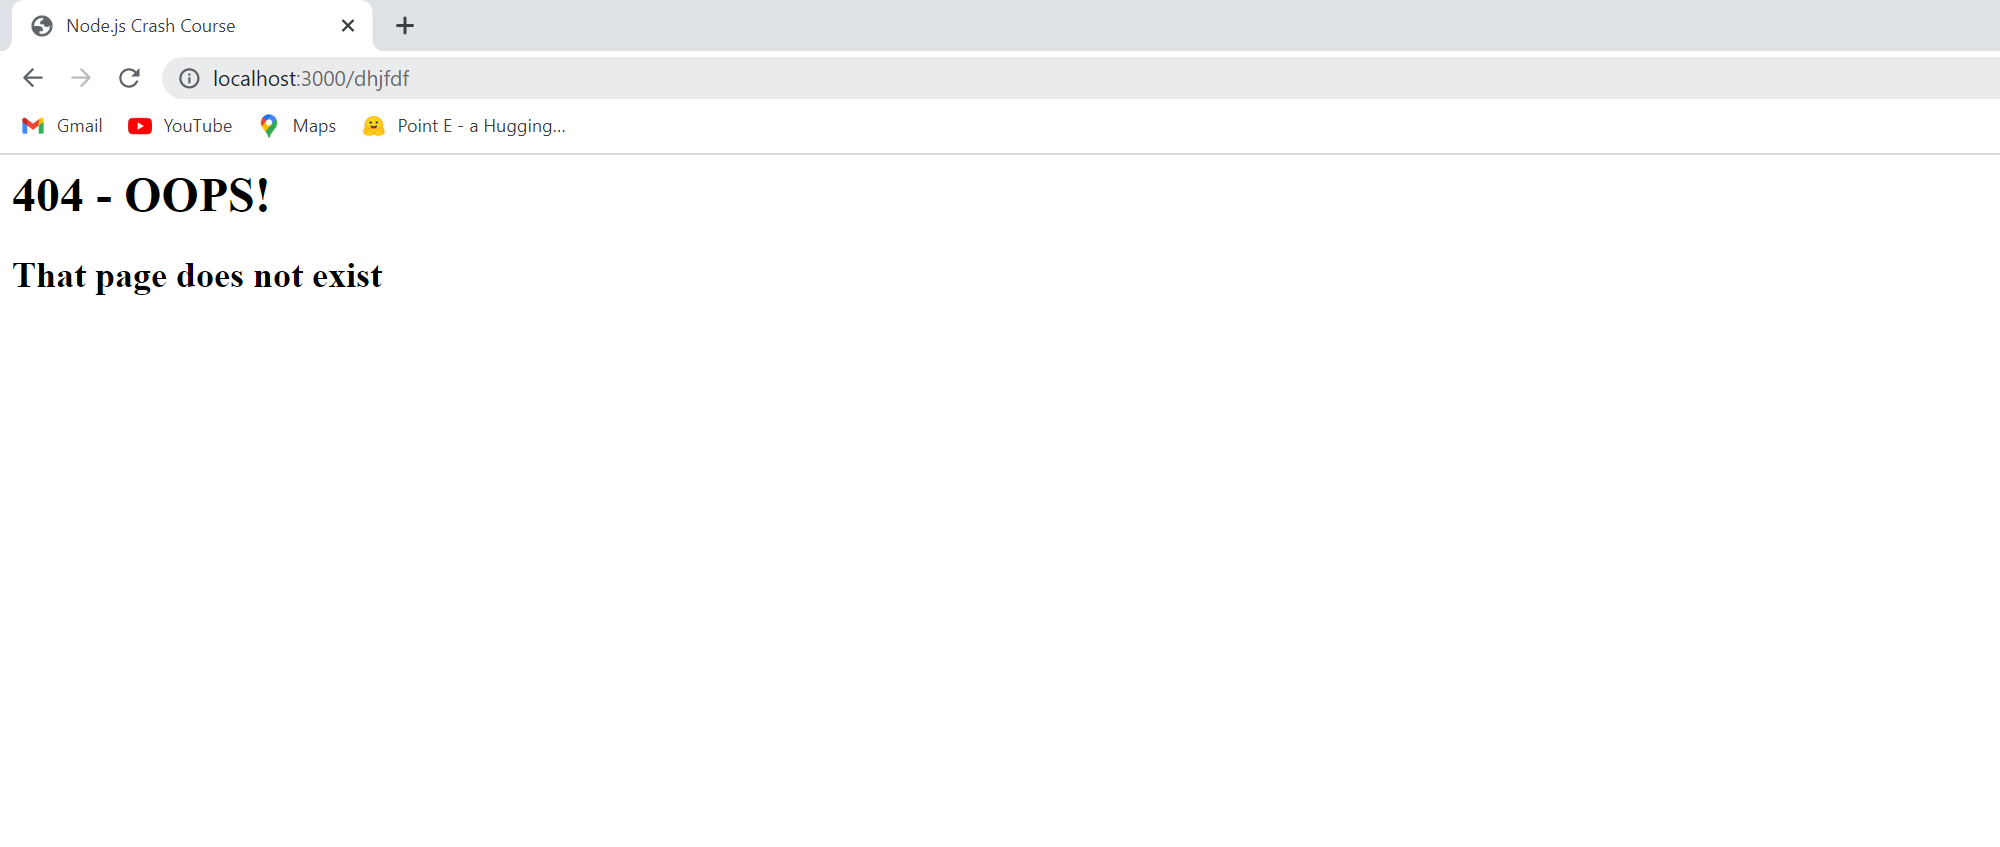 Node.js Crash Course
localhost:3000/dhjfdf
Gmail YouTube Maps Point E - a Hugging...
404 - OOPS!
That page does not exist